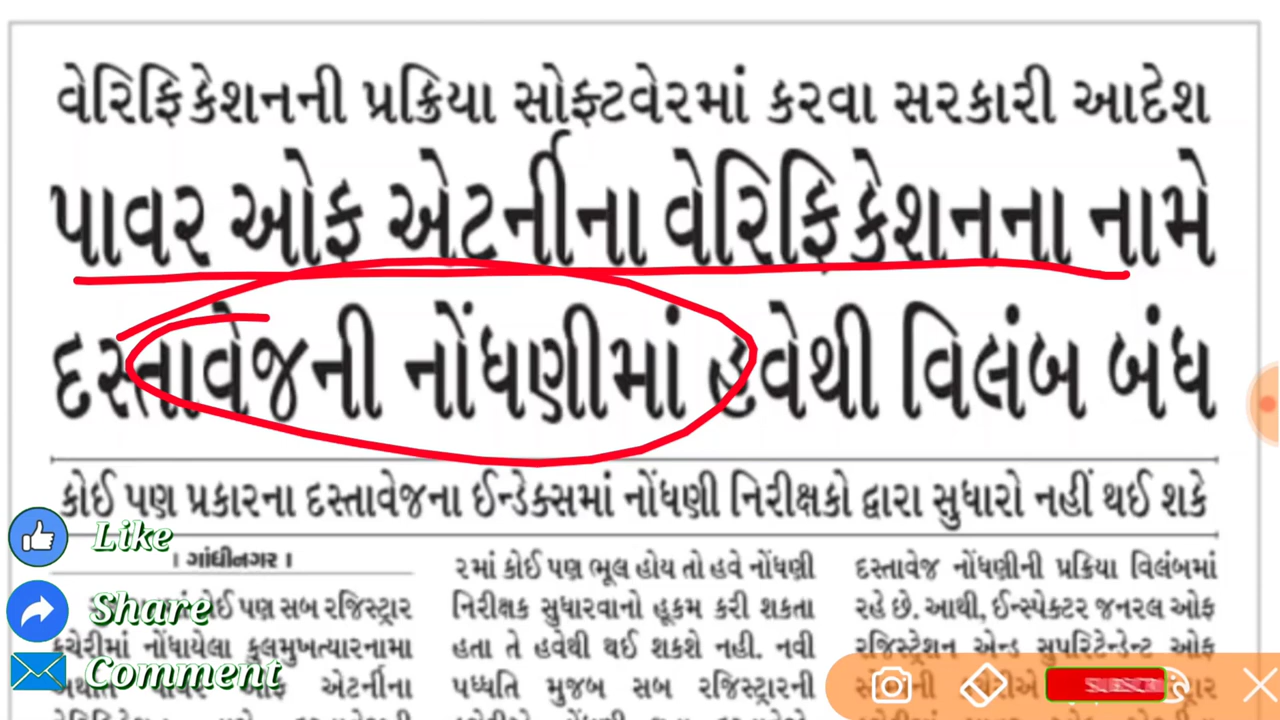 વેરિફિકેશનની પ્રક્રિયા સોફ્ટવેરમાં કરવા સરકારી આદેશ
પાવર ઓફ એટર્નીના વેરિફિકેશનના નામે
દસ્તાવેજની નોંધણીમાં હવેથી વિલંબ બંધ
કોઈ પણ પ્રકારના દસ્તાવેજના ઈન્ડેક્સમાં નોંધણી નિરીક્ષકો દ્વારા સુધારો નહીં થઈ શકે
। ગાંધીનગર ।
કોઈ પણ સબ રજિસ્ટ્રાર
કચેરીમાં નોંધાયેલા કુલમુખત્યારનામા
એટર્નીના
રમાં કોઈ પણ ભૂલ હોય તો હવે નોંધણી
નિરીક્ષક સુધારવાનો હૂકમ કરી શકતા
હતા તે હવેથી થઈ શકશે નહી. નવી
પધ્ધતિ મુજબ સબ રજિસ્ટ્રારની
દસ્તાવેજ નોંધણીની પ્રક્રિયા વિલંબમાં
રહે છે. આથી, ઈન્સ્પેક્ટર જનરલ ઓફ
રજિસ્ટ્રેશન એન્ડ સુપરિટેન્ડેન્ટ ઓફ
Like
Share
Comment